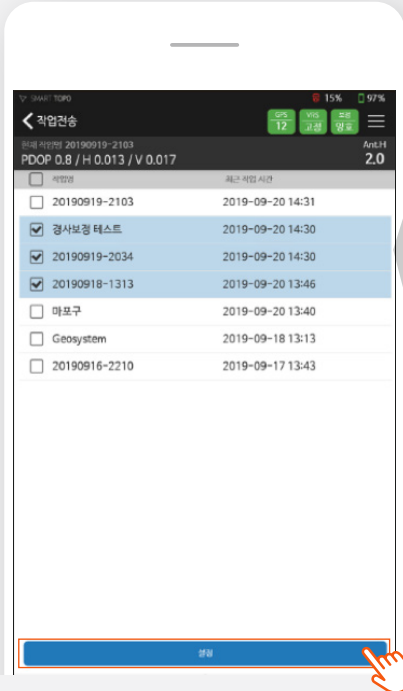 SMART TOPO 15% 97%
작업전송 GPS 12 VRS 고정 프름 양호
현재 작업명 20190919-2103 Ant.H
PDOP 0.8 / H 0.013 / V 0.017 2.0
작업명 최근 작업 시간
20190919-2103 2019-09-20 14:31
경사보정 테스트 2019-09-20 14:30
20190919-2034 2019-09-20 14:30
20190918-1313 2019-09-20 13:46
마포구 2019-09-20 13:40
Geosystem 2019-09-18 13:13
20190916-2210 2019-09-17 13:43
설정